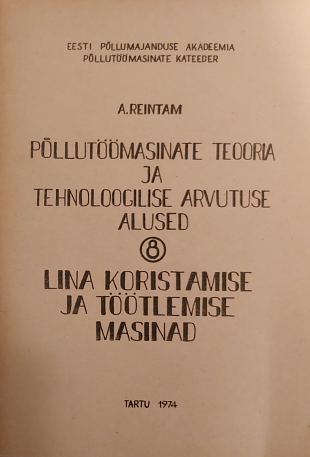 EESTI PÕLLUMAJANDUSE AKADEEMIA
PÕLLUTÖÖMASINATE KATEEDER
A.REINTAM
PÕLLUTÖÖMASINATE TEOORIA
JA
TEHNOLOOGILISE ARVUTUSE
ALUSED
8
LINA KORISTAMISE
JA TÖÖTLEMISE
MASINAD
TARTU 1974